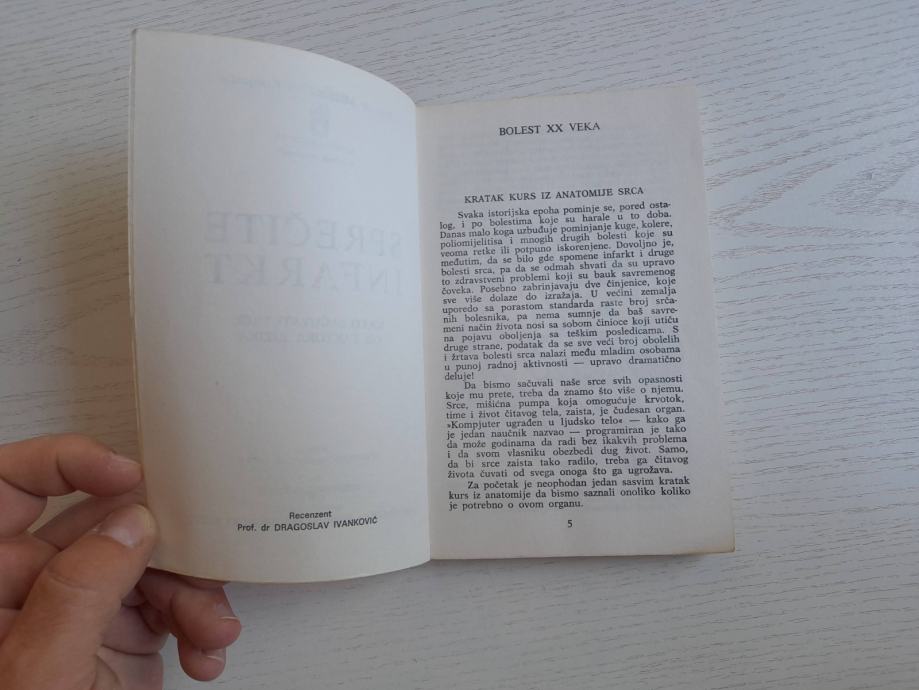 Recenzent
Prof. dr DRAGOSLAV IVANKOVIĆ
BOLEST XX VEKA
KRATAK KURS IZ ANATOMIJE SRCA
Svaka istorijska epoha pominje se, pored osta-
log, i po bolestima koje su harale u to doba.
Danas malo koga uzbuđuje pominjanje kuge, kolere,
poliomijelitisa i mnogih drugih bolesti koje su
veoma retke ili potpuno iskorenjene. Dovoljno je,
međutim, da se bilo gde spomene infarkt i druge
bolesti srca, pa da se odmah shvati da su upravo
to zdravstveni problemi koji su bauk savremenog
čoveka. Posebno zabrinjavaju dve činjenice, koje
sve više dolaze do izražaja. U većini zemalja
uporedo sa porastom standarda raste broj srča-
nih bolesnika, pa nema sumnje da baš savre-
meni način života nosi sa sobom činioce koji utiču
na pojavu oboljenja sa teškim posledicama. S
druge strane, podatak da se sve veći broj obolelih
i žrtava bolesti srca nalazi među mladim osobama
u punoj radnoj aktivnosti — upravo dramatično
deluje!
Da bismo sačuvali naše srce svih opasnosti
koje mu prete, treba da znamo što više o njemu.
Srce, mišićna pumpa koja omogućuje krvotok,
time i život čitavog tela, zaista, je čudesan organ.
»Kompjuter ugrađen u ljudsko telo« — kako ga
je jedan naučnik nazvao — programiran je tako
da može godinama da radi bez ikakvih problema
i da svom vlasniku obezbedi dug život. Samo,
da bi srce zaista tako radilo, treba ga čitavog
života čuvati od svega onoga što ga ugrožava.
Za početak je neophodan jedan sasvim kratak
kurs iz anatomije da bismo saznali onoliko koliko
je potrebno o ovom organu.
5